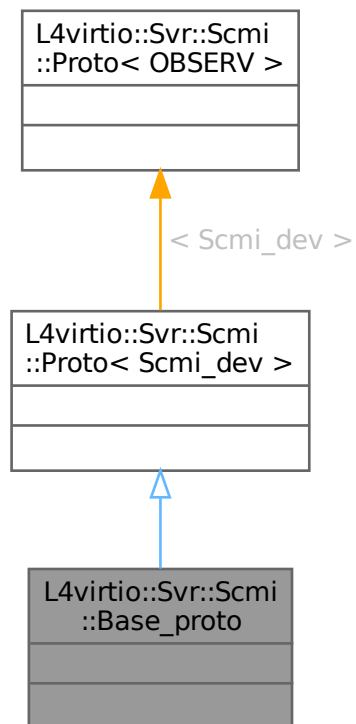 L4virtio::Svr::Scmi
::Proto< OBSERV >
< Scmi_dev >
L4virtio::Svr::Scmi
::Proto< Scmi_dev >
L4virtio::Svr::Scmi
::Base_proto